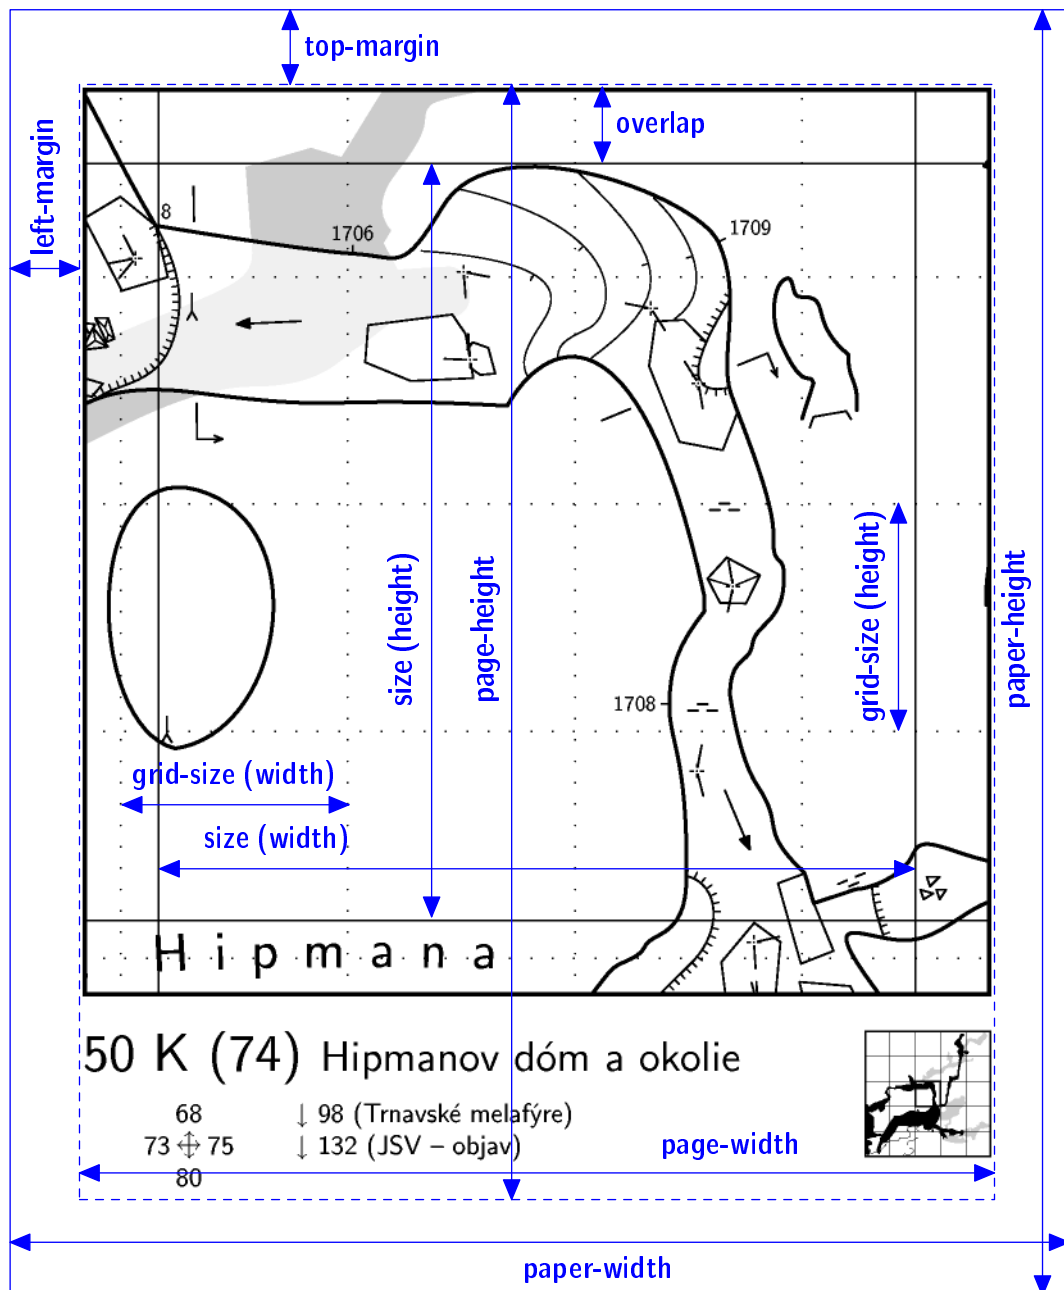 top-margin
overlap
left-margin
8
1706
1709
size (height)
page-height
grid-size (height)
paper-height
1708
grid-size (width)
size (width)
Hipmana
50 K (74) Hipmanov dóm a okolie
68 ↓ 98 (Trnavské melafýre)
73 75 ↓ 132 (JSV – objav)
80
page-width
paper-width